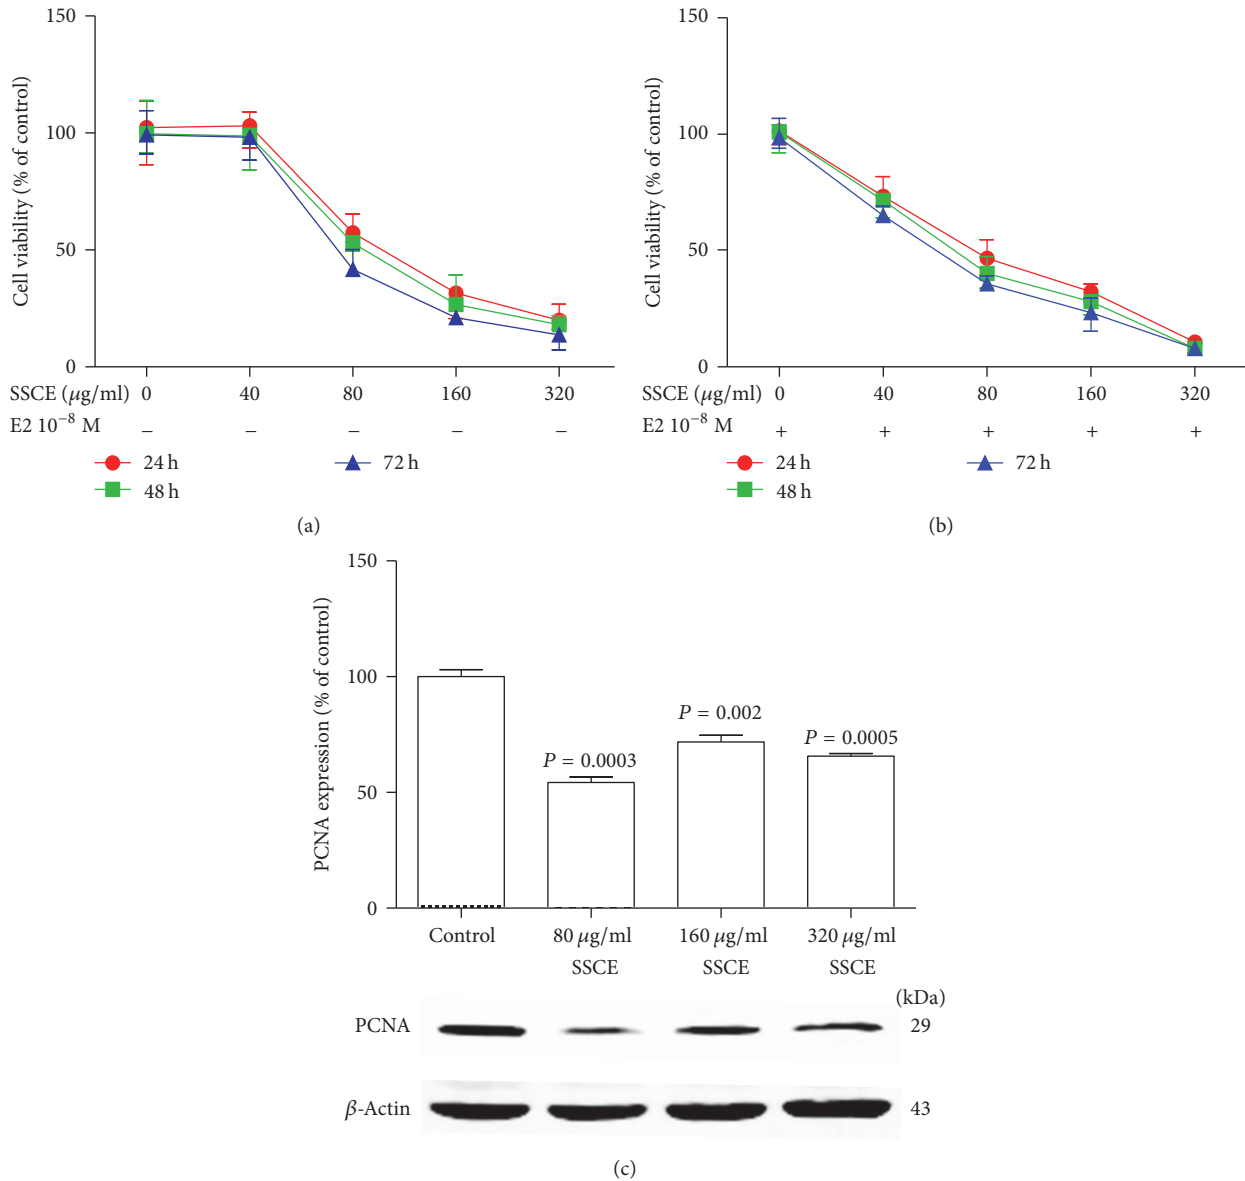 150
100
50
0
Cell viability (% of control)
SSCE (μg/ml) 0 40 80 160 320
E2 10⁻⁸ M − − − − −
24 h 72 h
48 h
(a)
150
100
50
0
Cell viability (% of control)
SSCE (μg/ml) 0 40 80 160 320
E2 10⁻⁸ M + + + + +
24 h 72 h
48 h
(b)
150
100
50
0
PCNA expression (% of control)
P = 0.0003
P = 0.002
P = 0.0005
Control 80 μg/ml 160 μg/ml 320 μg/ml
SSCE SSCE SSCE
(kDa)
PCNA 29
β-Actin 43
(c)